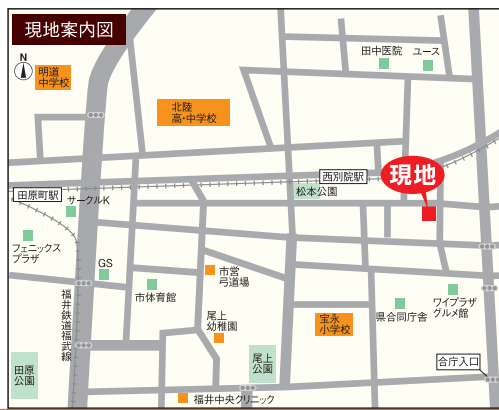 現地案内図
N
明道
中学校
北陸
高・中学校
田中医院
ユース
西別院駅
現地
松本公園
田原町駅
サークルK
フェニックス
プラザ
GS
市体育館
市営
弓道場
福井鉄道福武線
尾上
幼稚園
宝永
小学校
県合同庁舎
ワイプラザ
グルメ館
尾上
公園
田原
公園
合庁入口
福井中央クリニック